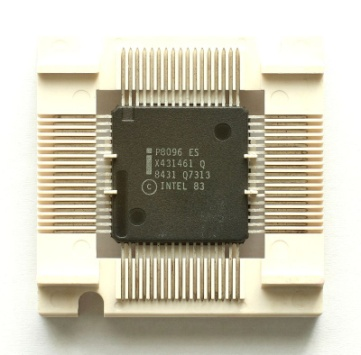 i P8096 ES
X431461 Q
8431 Q7313
© INTEL 83